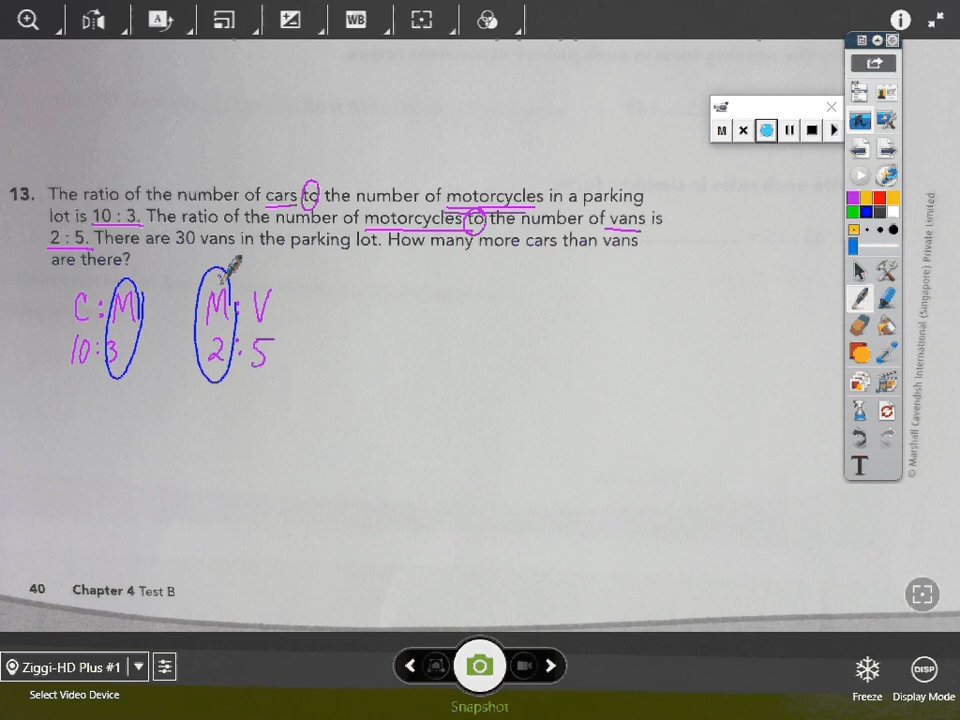 WB
A
M
13. The ratio of the number of cars to the number of motorcycles in a parking
lot is 10 : 3. The ratio of the number of motorcycles to the number of vans is
2 : 5. There are 30 vans in the parking lot. How many more cars than vans
are there?
C : M M : V
10 : 3 2 : 5
T
© Marshall Cavendish International (Singapore) Private Limited.
40 Chapter 4 Test B
Ziggi-HD Plus #1
Select Video Device
Snapshot
Freeze
DISP
Display Mode